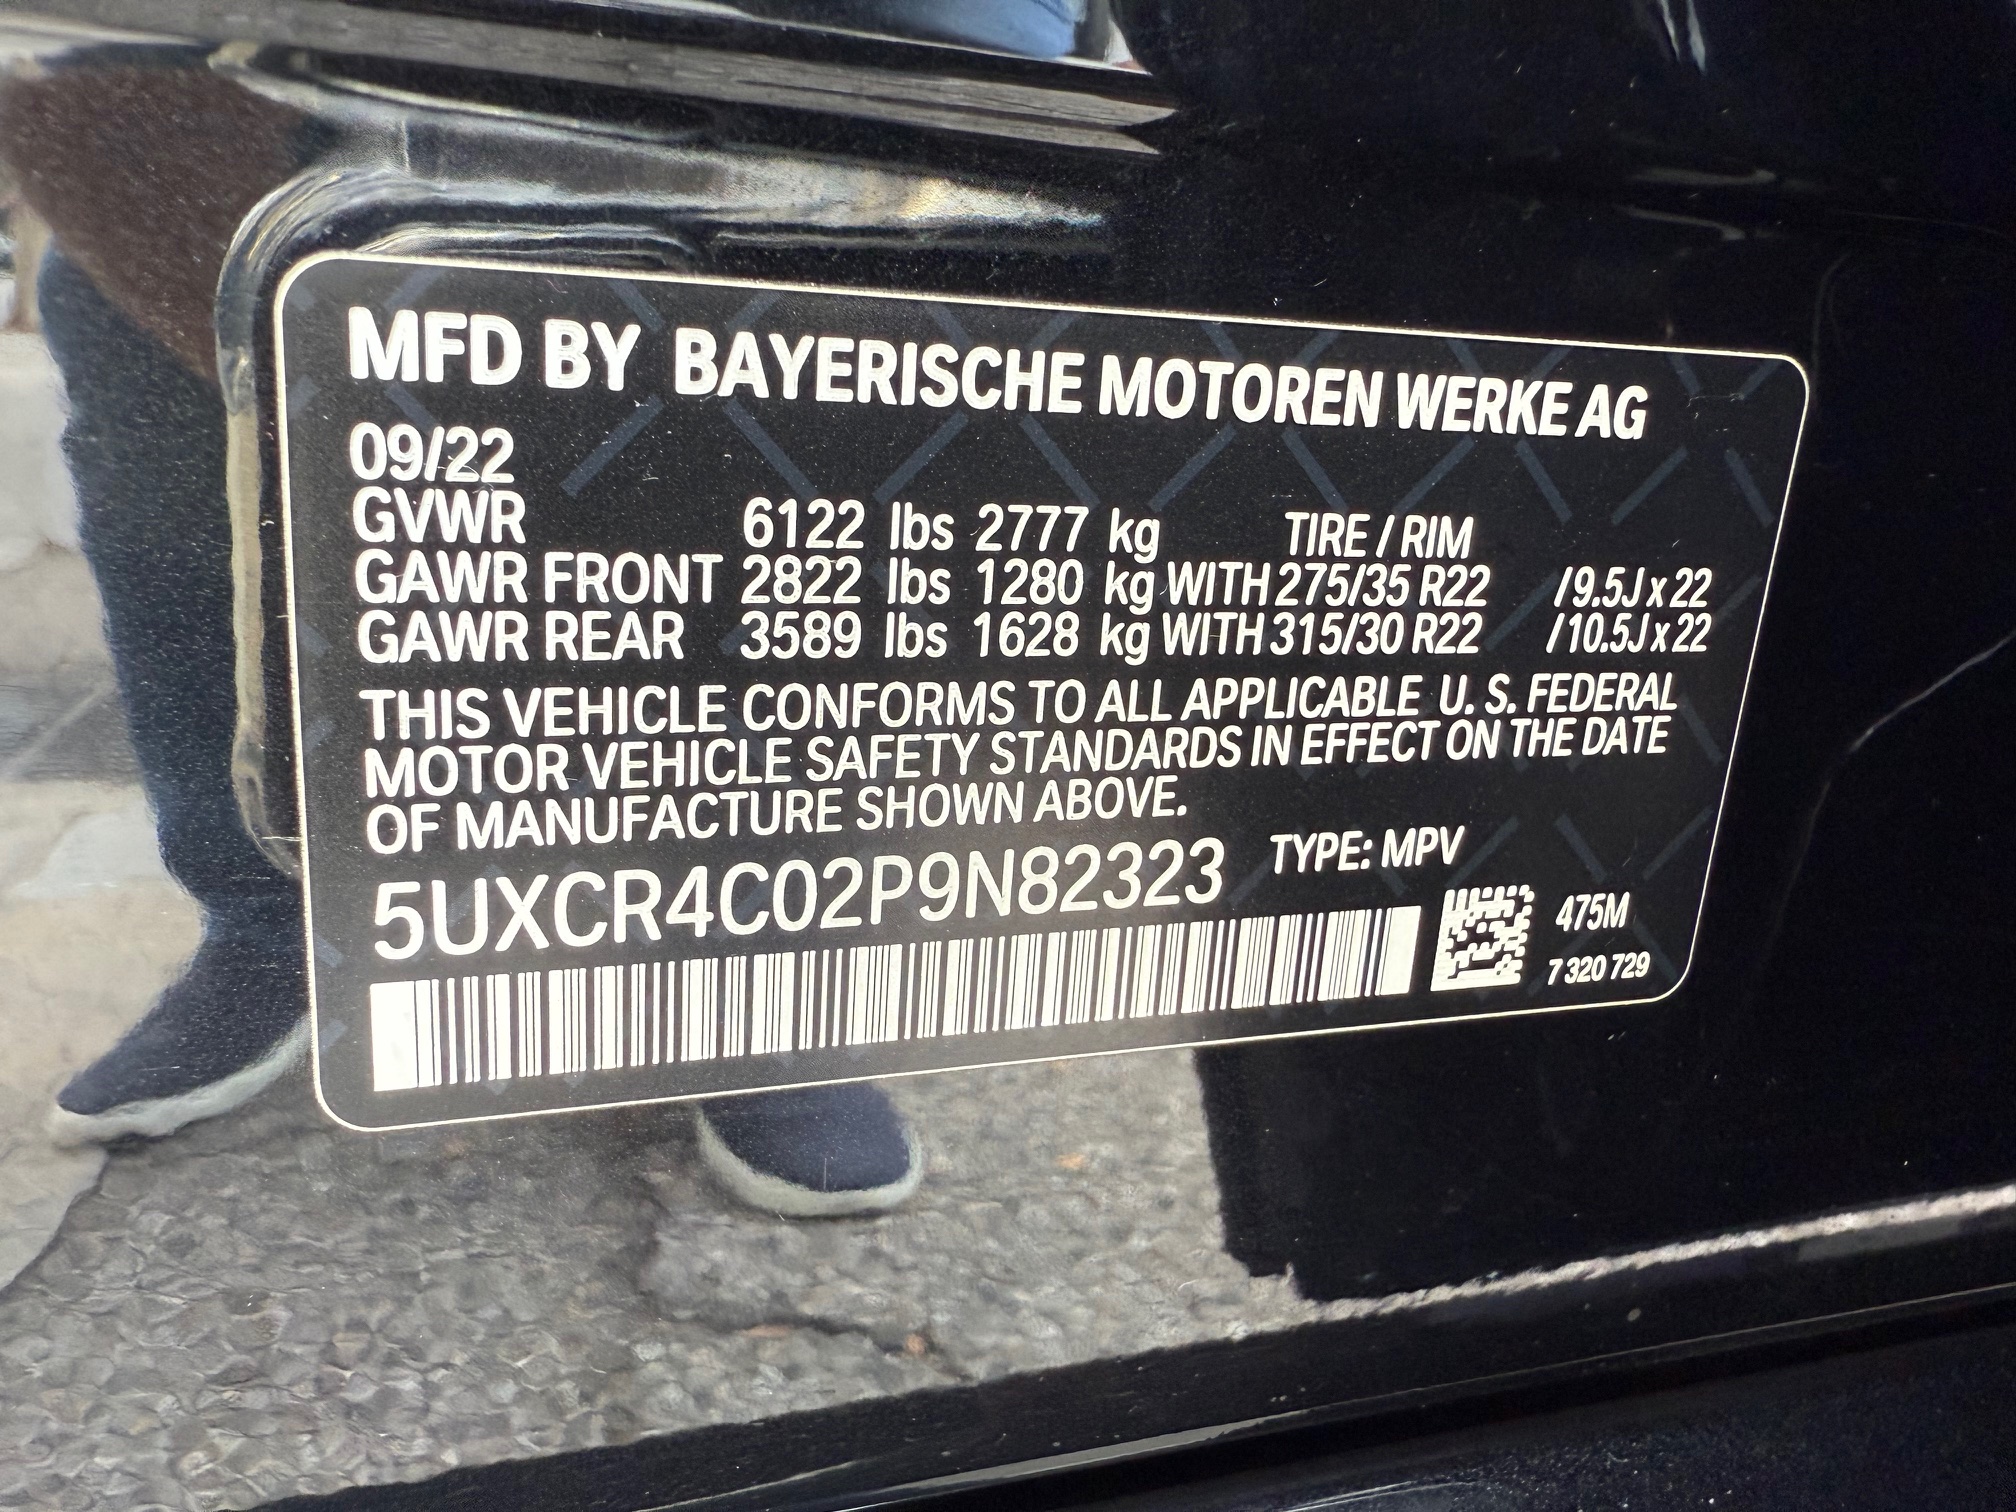 MFD BY BAYERISCHE MOTOREN WERKE AG
09/22
GVWR 6122 lbs 2777 kg TIRE / RIM
GAWR FRONT 2822 lbs 1280 kg WITH 275/35 R22 /9.5J x 22
GAWR REAR 3589 lbs 1628 kg WITH 315/30 R22 /10.5J x 22
THIS VEHICLE CONFORMS TO ALL APPLICABLE U. S. FEDERAL
MOTOR VEHICLE SAFETY STANDARDS IN EFFECT ON THE DATE
OF MANUFACTURE SHOWN ABOVE.
5UXCR4C02P9N82323 TYPE: MPV
475M
7 320 729